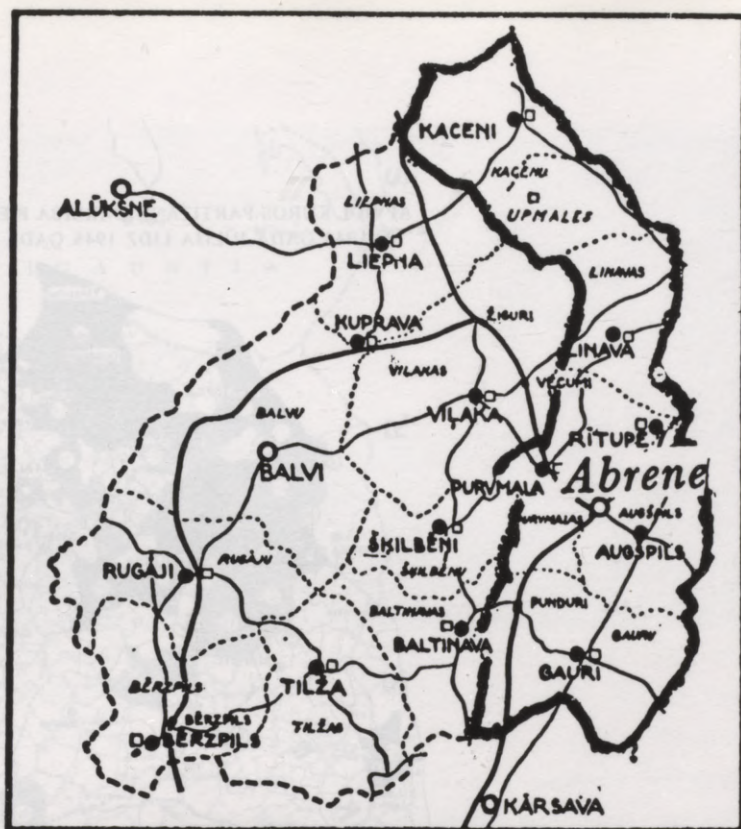 KACENI
KACENU
UPMALES
ALŪKSNE
LIEPNAS
LIEPNA
LINAVAS
KUPRAVA
ŽIGURI
LINAVA
VIĻAKAS
VECUMI
BALVU
VIĻAKA
RITUPE
BALVI
PURVMALA
Abrene
PURVMALAS
AUGŠPILS
AUGŠPILS
ŠKILBĒNI
RUGĀJI
RUGĀJU
ŠKILBĒNU
BALTINAVAS
PUNDURI
BALTINAVA
GAURU
GAURI
TILŽA
BĒRZPILS
BĒRZPILS
TILŽAS
BĒRZPILS
KĀRSAVA